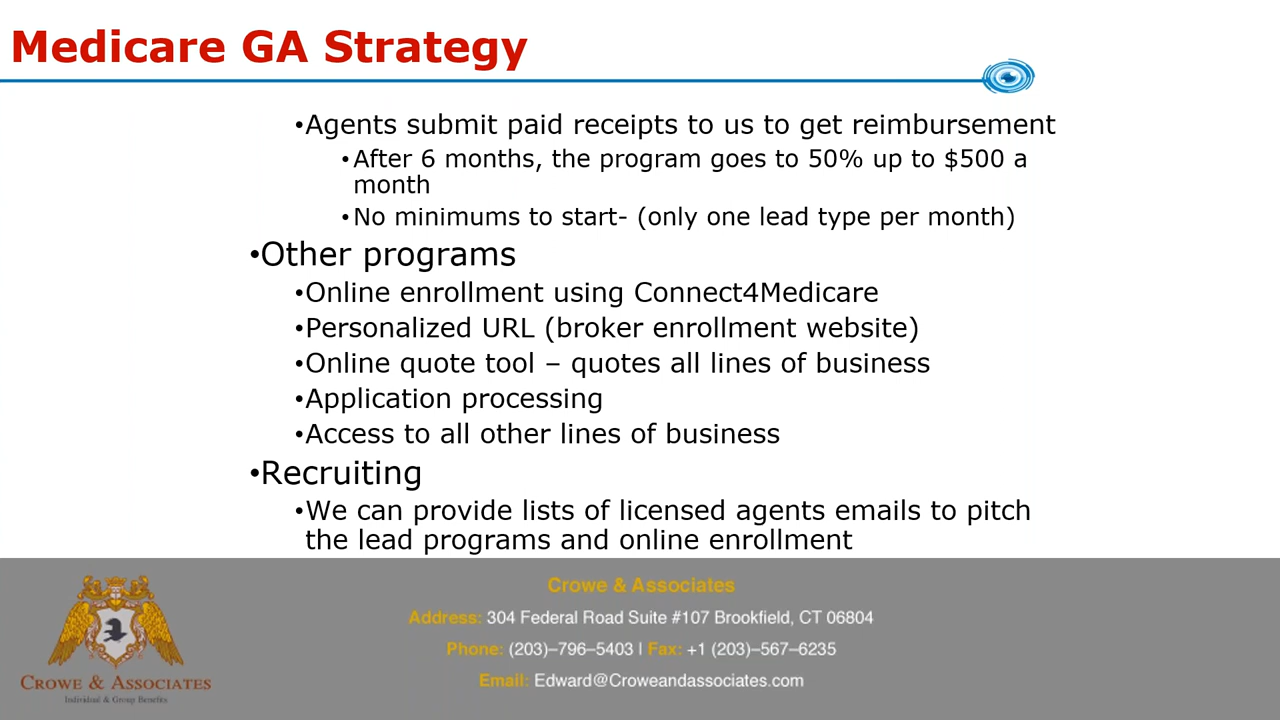 Medicare GA Strategy
•Agents submit paid receipts to us to get reimbursement
•After 6 months, the program goes to 50% up to $500 a
month
•No minimums to start- (only one lead type per month)
•Other programs
•Online enrollment using Connect4Medicare
•Personalized URL (broker enrollment website)
•Online quote tool – quotes all lines of business
•Application processing
•Access to all other lines of business
•Recruiting
•We can provide lists of licensed agents emails to pitch
the lead programs and online enrollment
Crowe & Associates
Address: 304 Federal Road Suite #107 Brookfield, CT 06804
Phone: (203)–796–5403 | Fax: +1 (203)–567–6235
Email: Edward@Croweandassociates.com
Crowe & Associates
Individual & Group Benefits